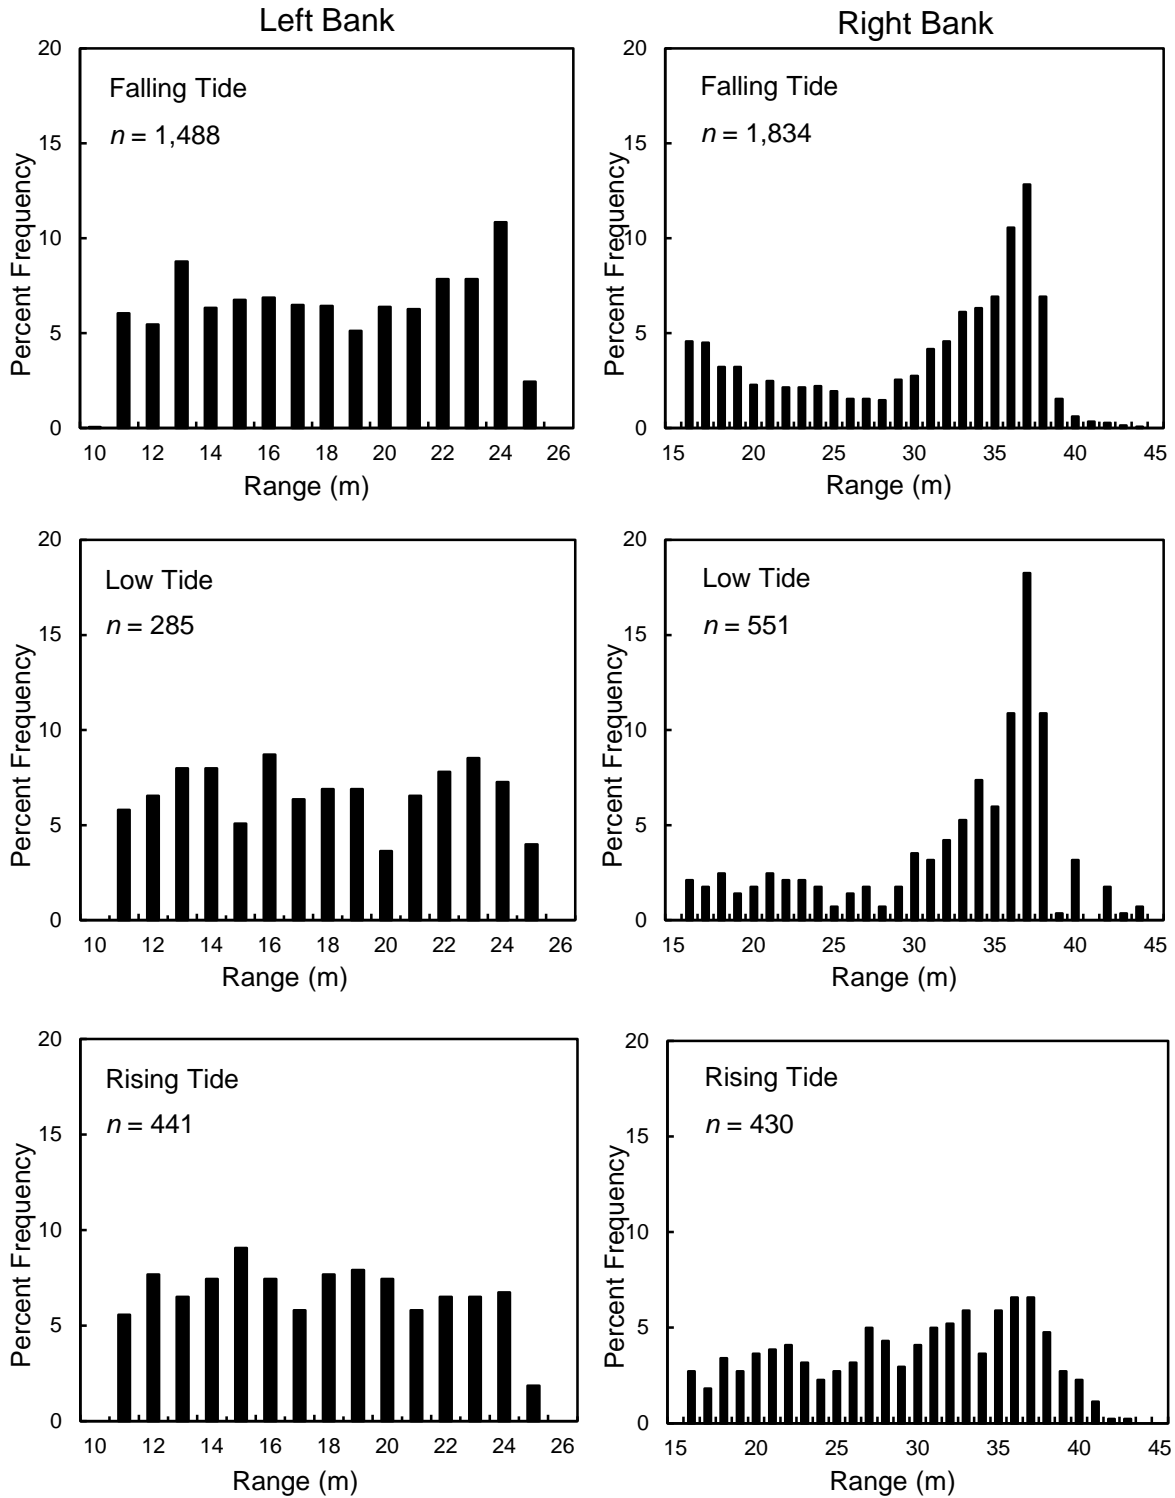 Left Bank
Falling Tide
n = 1,488
Percent Frequency
20
15
10
5
0
10 12 14 16 18 20 22 24 26
Range (m)
Right Bank
Falling Tide
n = 1,834
Percent Frequency
20
15
10
5
0
15 20 25 30 35 40 45
Range (m)
Low Tide
n = 285
Percent Frequency
20
15
10
5
0
10 12 14 16 18 20 22 24 26
Range (m)
Low Tide
n = 551
Percent Frequency
20
15
10
5
0
15 20 25 30 35 40 45
Range (m)
Rising Tide
n = 441
Percent Frequency
20
15
10
5
0
10 12 14 16 18 20 22 24 26
Range (m)
Rising Tide
n = 430
Percent Frequency
20
15
10
5
0
15 20 25 30 35 40 45
Range (m)